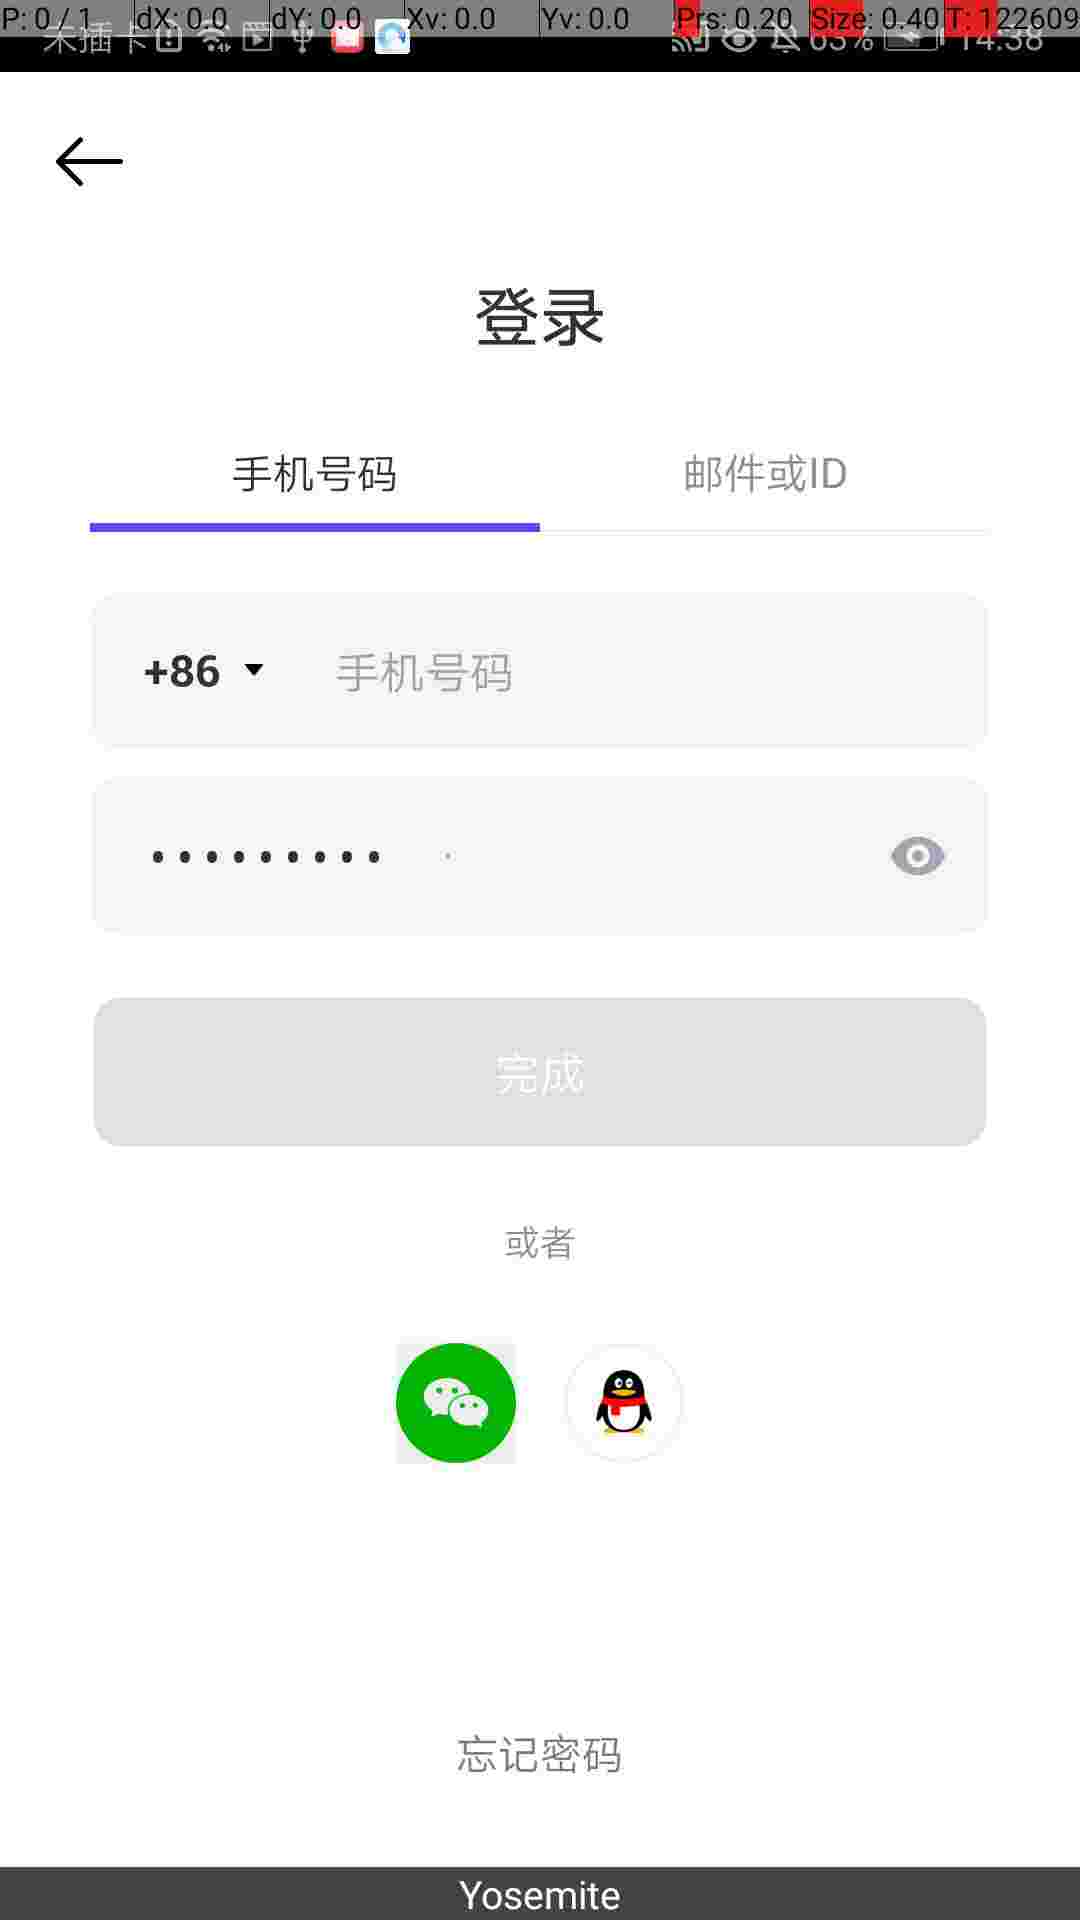 P: 0 / 1 dX: 0.0 dY: 0.0 Xv: 0.0 Yv: 0.0 Prs: 0.20 Size: 0.40 T: 122609
未插卡 63% 14:38
登录
手机号码 邮件或ID
+86 手机号码
•••••••••
完成
或者
忘记密码
Yosemite